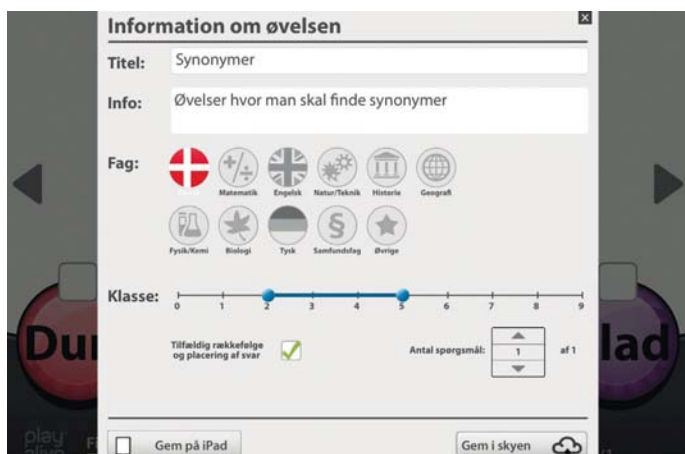 Information om øvelsen
Titel: Synonymer
Info: Øvelser hvor man skal finde synonymer
Fag:
Matematik Engelsk Natur/Teknik Historie Geografi
Fysik/Kemi Biologi Tysk Samfundsfag Øvrige
Klasse: 0 1 2 3 4 5 6 7 8 9
Tilfældig rækkefølge
og placering af svar
Antal spørgsmål: 1 af 1
Dur
lad
play
alive
Gem på iPad
Gem i skyen